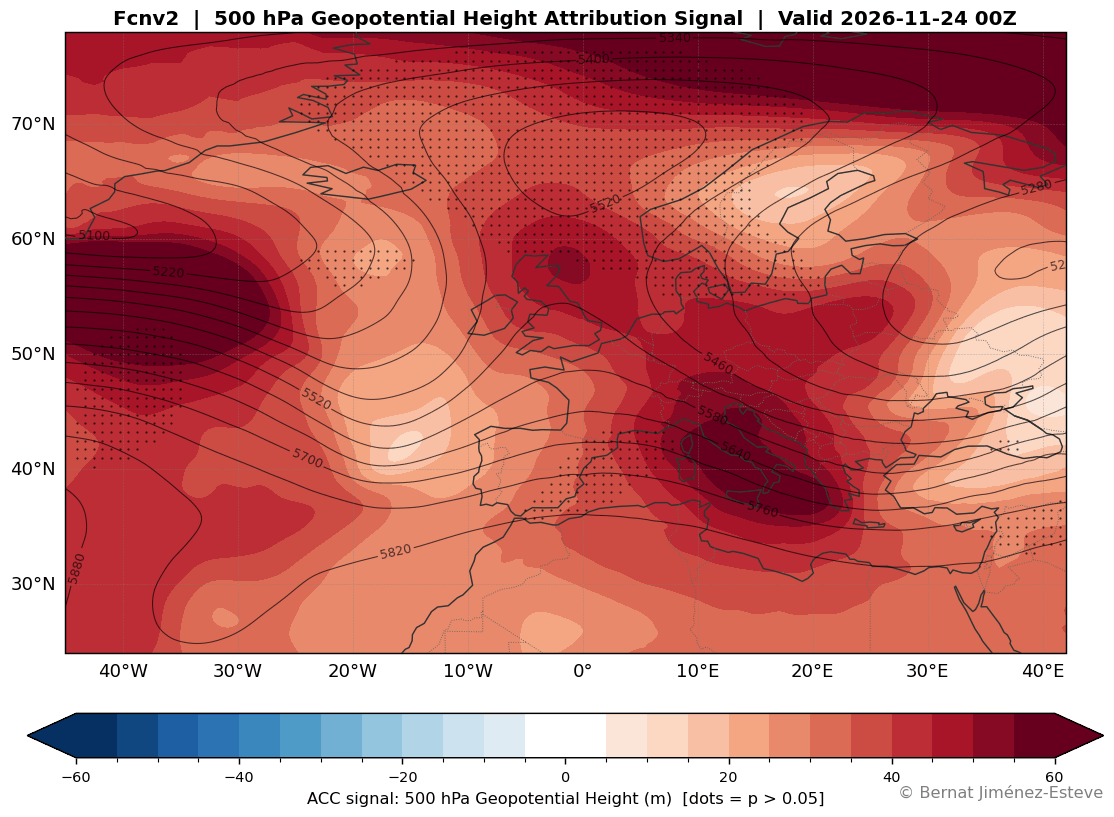 Fcnv2 | 500 hPa Geopotential Height Attribution Signal | Valid 2026-11-24 00Z
5340
5400
70°N
5280
5520
60°N
5100
5220
50°N
5460
5520
5580
5640
40°N
5700
5760
5820
5880
30°N
40°W 30°W 20°W 10°W 0° 10°E 20°E 30°E 40°E
−60 −40 −20 0 20 40 60
ACC signal: 500 hPa Geopotential Height (m) [dots = p > 0.05]
© Bernat Jiménez-Esteve